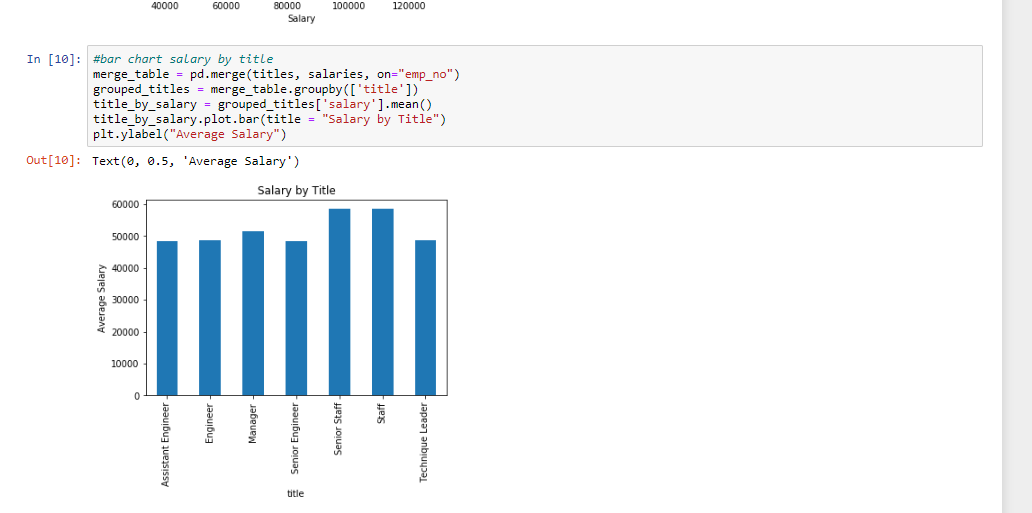 40000 60000 80000 100000 120000
Salary
In [10]: #bar chart salary by title
merge_table = pd.merge(titles, salaries, on="emp_no")
grouped_titles = merge_table.groupby(['title'])
title_by_salary = grouped_titles['salary'].mean()
title_by_salary.plot.bar(title = "Salary by Title")
plt.ylabel("Average Salary")
Out[10]: Text(0, 0.5, 'Average Salary')
Salary by Title
60000
50000
40000
30000
20000
10000
0
Average Salary
Assistant Engineer
Engineer
Manager
Senior Engineer
Senior Staff
Staff
Technique Leader
title